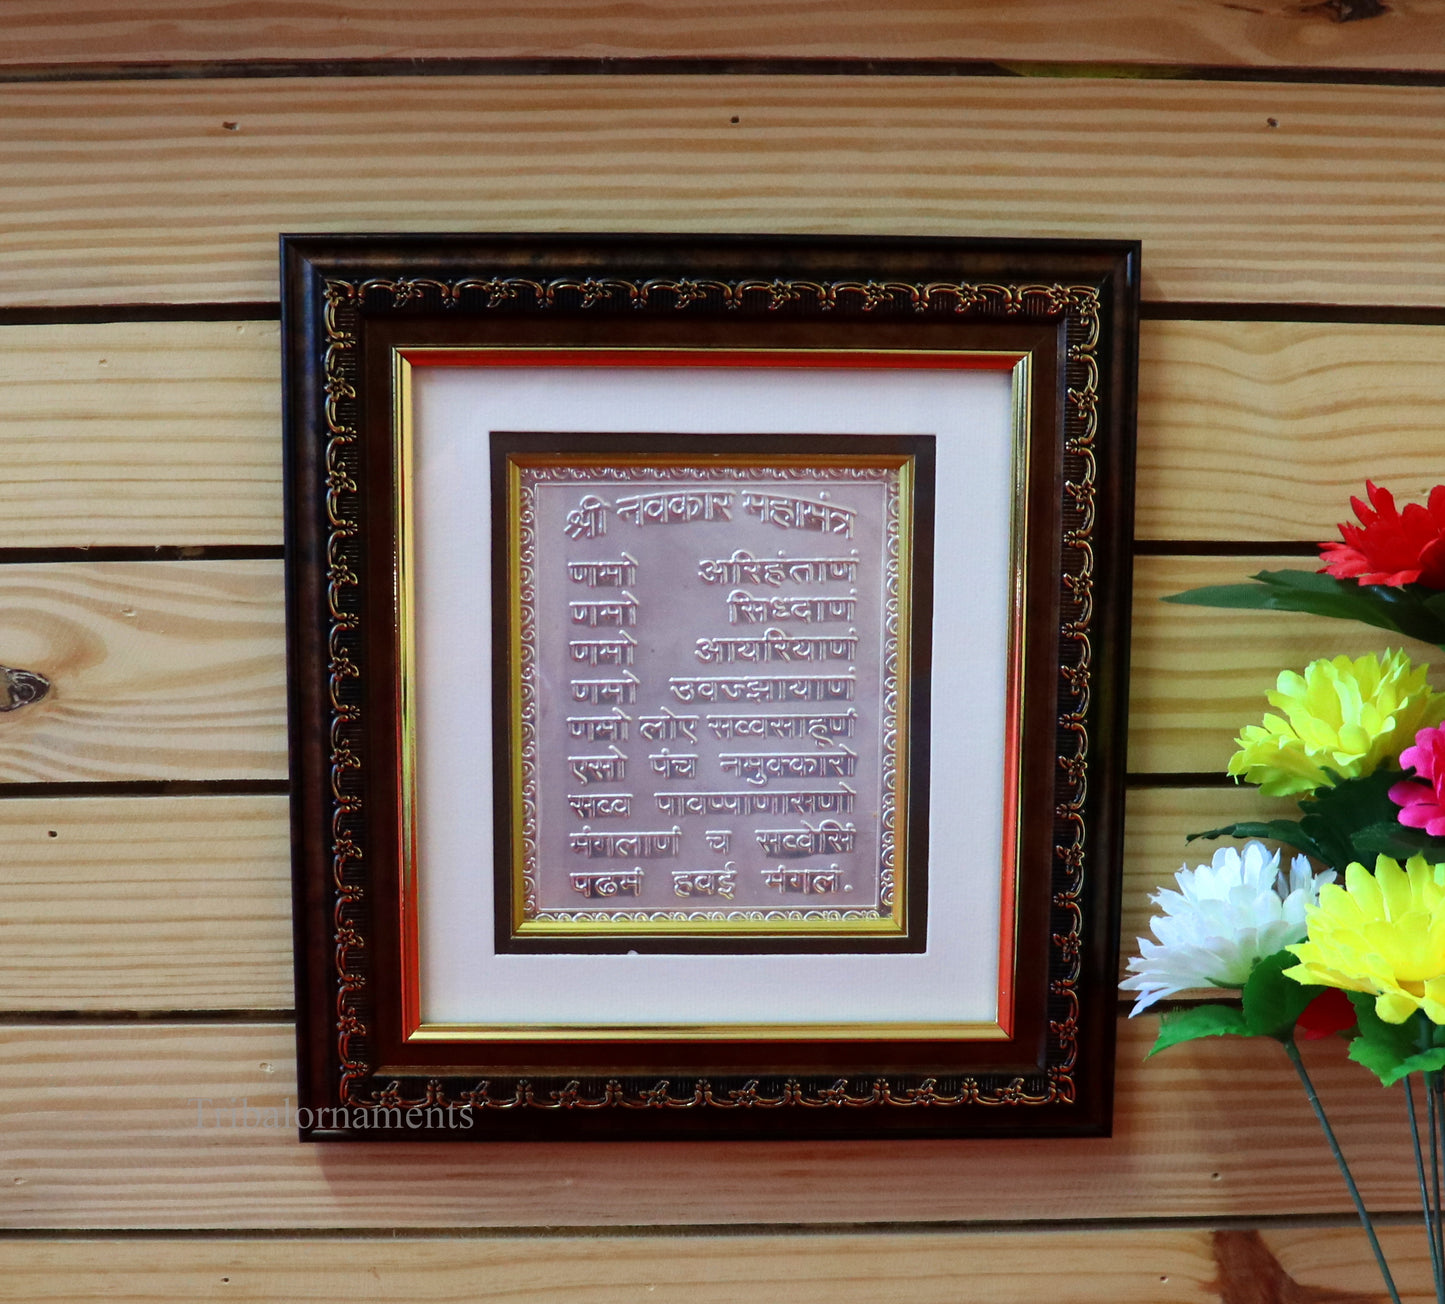 श्री नवकार महामंत्र
णमो अरिहंताणं
णमो सिध्दाणं
णमो आयरियाणं
णमो उवज्झायाणं
णमो लोए सव्वसाहूणं
एसो पंच नमुक्कारो
सव्व पावप्पाणासणो
मंगलाणं च सव्वेसिं
पढमं हवई मंगलं.
Tribalornaments